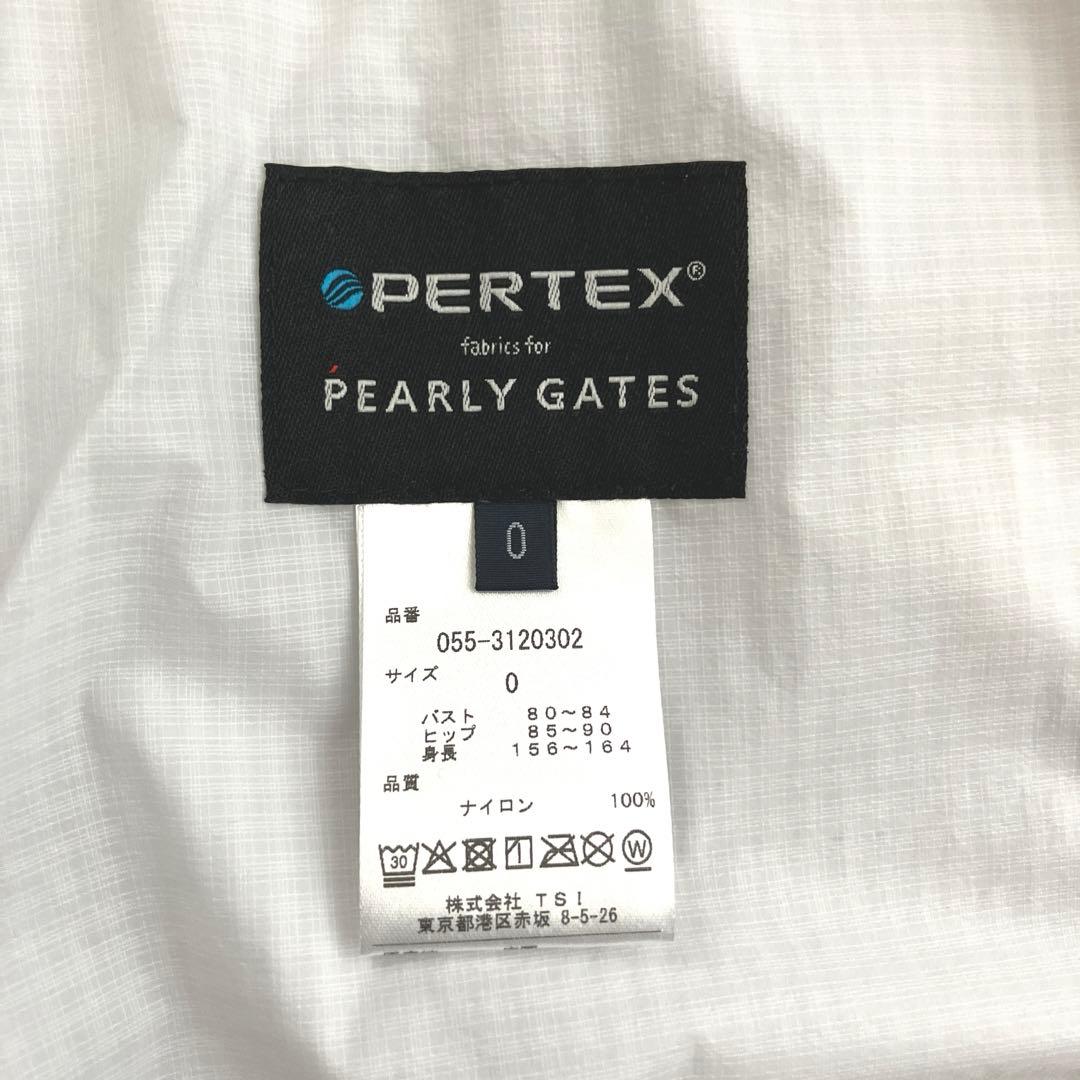 PERTEX®
fabrics for
PEARLY GATES
0
品番
055-3120302
サイズ
0
バスト 80～84
ヒップ 85～90
身長 156～164
品質
ナイロン 100%
30
1
W
株式会社 TSI
東京都港区赤坂 8-5-26